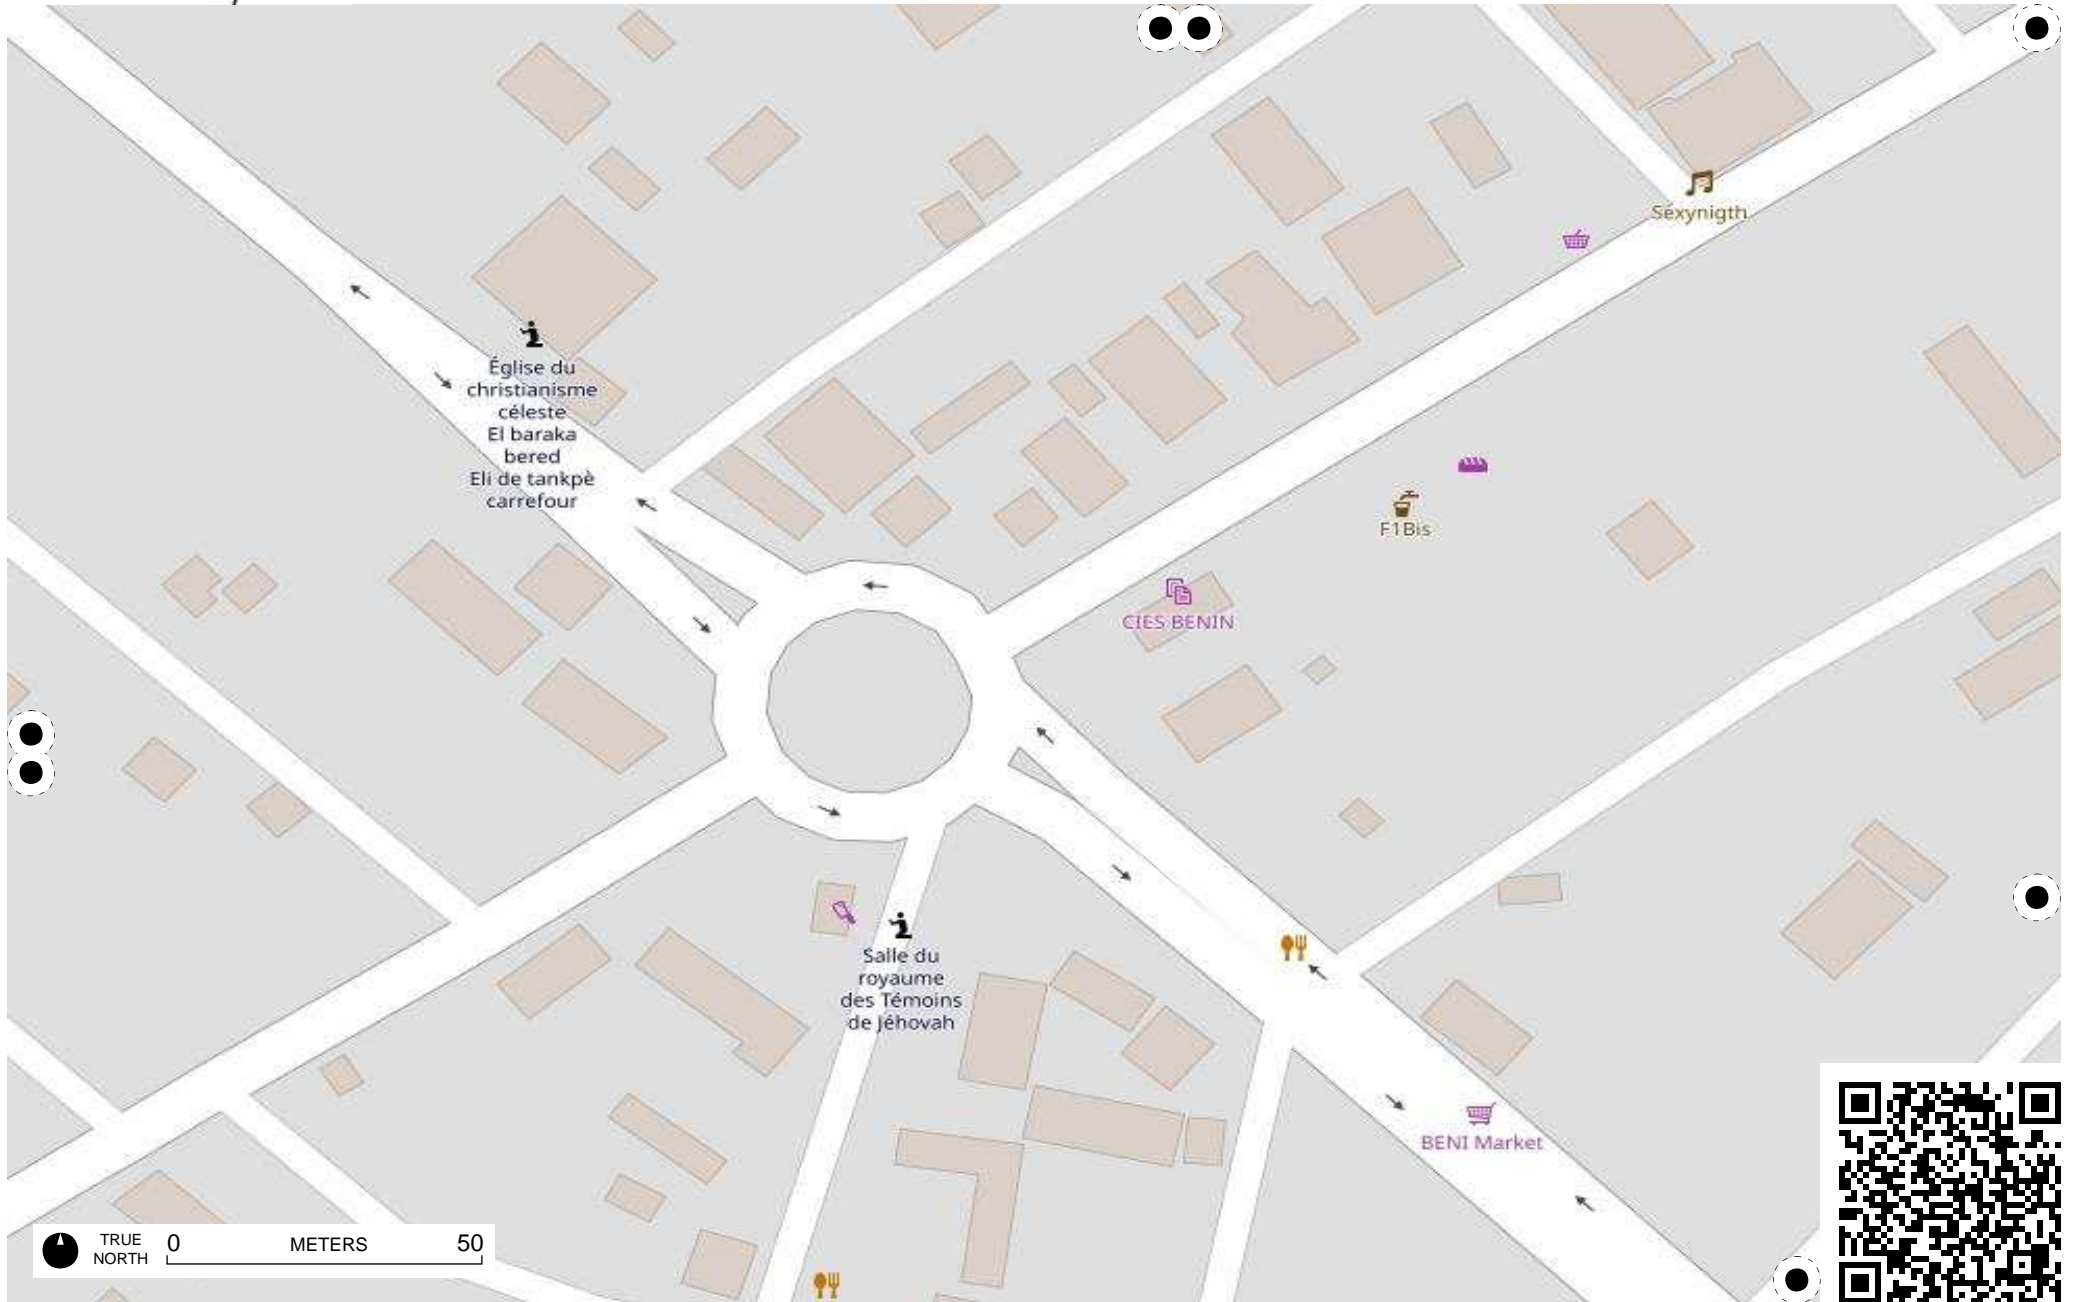 Sexynigth
Église du
christianisme
céleste
El baraka
bered
Eli de tankpè
carrefour
F1Bis
CIES BENIN
Salle du
royaume
des Témoins
de Jéhovah
BENI Market
TRUE
NORTH
0 METERS 50